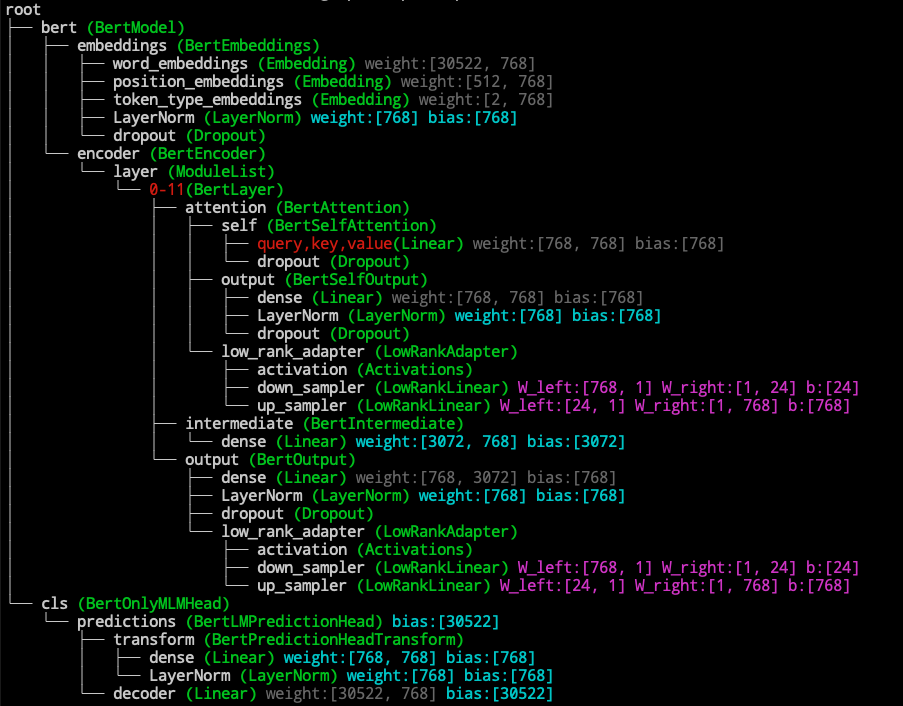 root
├── bert (BertModel)
│   ├── embeddings (BertEmbeddings)
│   │   ├── word_embeddings (Embedding) weight:[30522, 768]
│   │   ├── position_embeddings (Embedding) weight:[512, 768]
│   │   ├── token_type_embeddings (Embedding) weight:[2, 768]
│   │   ├── LayerNorm (LayerNorm) weight:[768] bias:[768]
│   │   └── dropout (Dropout)
│   └── encoder (BertEncoder)
│       └── layer (ModuleList)
│           └── 0-11(BertLayer)
│               ├── attention (BertAttention)
│               │   ├── self (BertSelfAttention)
│               │   │   ├── query,key,value(Linear) weight:[768, 768] bias:[768]
│               │   │   └── dropout (Dropout)
│               │   ├── output (BertSelfOutput)
│               │   │   ├── dense (Linear) weight:[768, 768] bias:[768]
│               │   │   ├── LayerNorm (LayerNorm) weight:[768] bias:[768]
│               │   │   └── dropout (Dropout)
│               │   └── low_rank_adapter (LowRankAdapter)
│               │       ├── activation (Activations)
│               │       ├── down_sampler (LowRankLinear) W_left:[768, 1] W_right:[1, 24] b:[24]
│               │       └── up_sampler (LowRankLinear) W_left:[24, 1] W_right:[1, 768] b:[768]
│               ├── intermediate (BertIntermediate)
│               │   └── dense (Linear) weight:[3072, 768] bias:[3072]
│               └── output (BertOutput)
│                   ├── dense (Linear) weight:[768, 3072] bias:[768]
│                   ├── LayerNorm (LayerNorm) weight:[768] bias:[768]
│                   ├── dropout (Dropout)
│                   └── low_rank_adapter (LowRankAdapter)
│                       ├── activation (Activations)
│                       ├── down_sampler (LowRankLinear) W_left:[768, 1] W_right:[1, 24] b:[24]
│                       └── up_sampler (LowRankLinear) W_left:[24, 1] W_right:[1, 768] b:[768]
└── cls (BertOnlyMLMHead)
    └── predictions (BertLMPredictionHead) bias:[30522]
        ├── transform (BertPredictionHeadTransform)
        │   ├── dense (Linear) weight:[768, 768] bias:[768]
        │   └── LayerNorm (LayerNorm) weight:[768] bias:[768]
        └── decoder (Linear) weight:[30522, 768] bias:[30522]